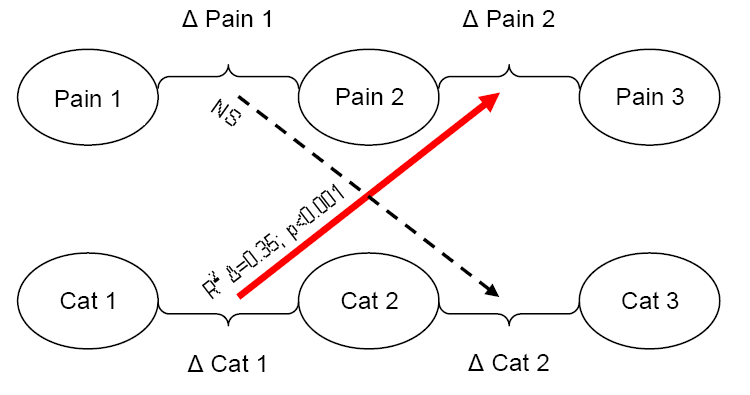 Δ Pain 1
Δ Pain 2
Pain 1
Pain 2
Pain 3
NS
R² Δ=0.35; p<0.001
Cat 1
Cat 2
Cat 3
Δ Cat 1
Δ Cat 2